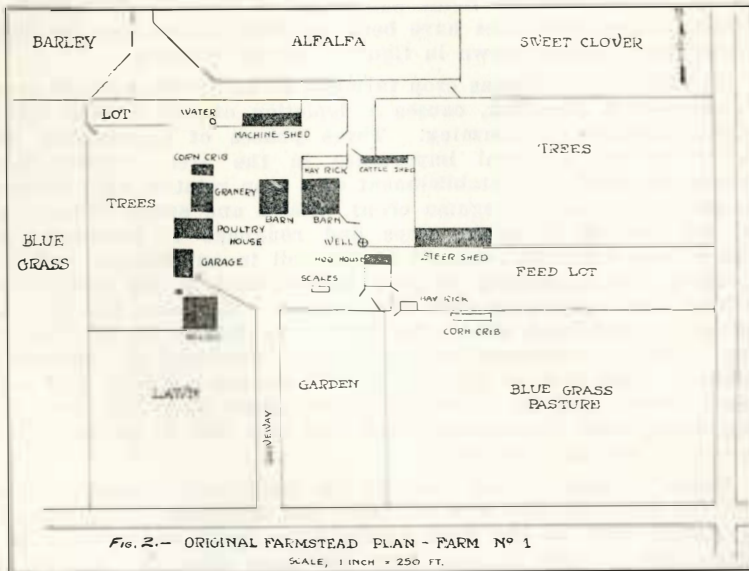 BARLEY
ALFALFA
SWEET CLOVER
LOT
WATER
MACHINE SHED
TREES
CORN CRIB
HAY RICK
CATTLE SHED
GRANERY
TREES
BARN
BARN
POULTRY
HOUSE
BLUE
GRASS
WELL
STEER SHED
HOG HOUSE
GARAGE
FEED LOT
SCALES
HAY RICK
CORN CRIB
LAWN
GARDEN
BLUE GRASS
PASTURE
DRIVEWAY
FIG. 2.— ORIGINAL FARMSTEAD PLAN - FARM Nº 1
SCALE, 1 INCH = 250 FT.